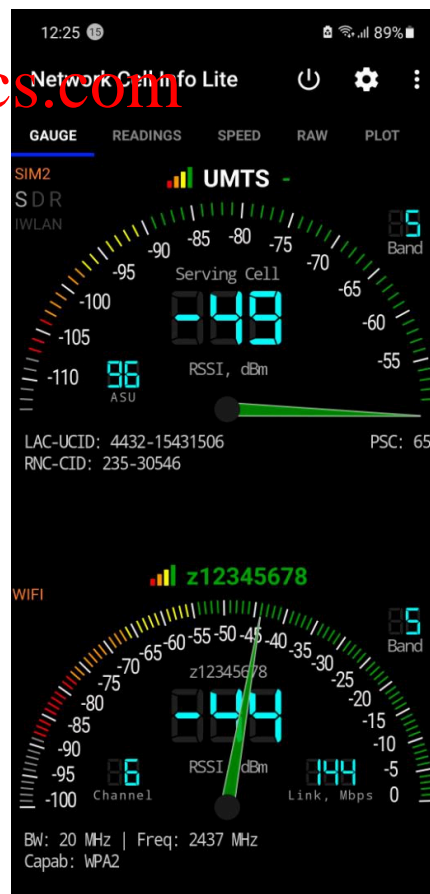 12:25 15 89%
cs.com
Network Cell Info Lite
GAUGE READINGS SPEED RAW PLOT
SIM2
UMTS -
S D R
IWLAN
5
Band
-110 -105 -100 -95 -90 -85 -80 -75 -70 -65 -60 -55
Serving Cell
-49
RSSI, dBm
96
ASU
LAC-UCID: 4432-15431506 PSC: 65
RNC-CID: 235-30546
z12345678
WIFI
5
Band
-100 -95 -90 -85 -80 -75 -70 -65 -60 -55 -50 -45 -40 -35 -30 -25 -20 -15 -10 -5 0
z12345678
-44
RSSI, dBm
6
Channel
144
Link, Mbps
BW: 20 MHz | Freq: 2437 MHz
Capab: WPA2